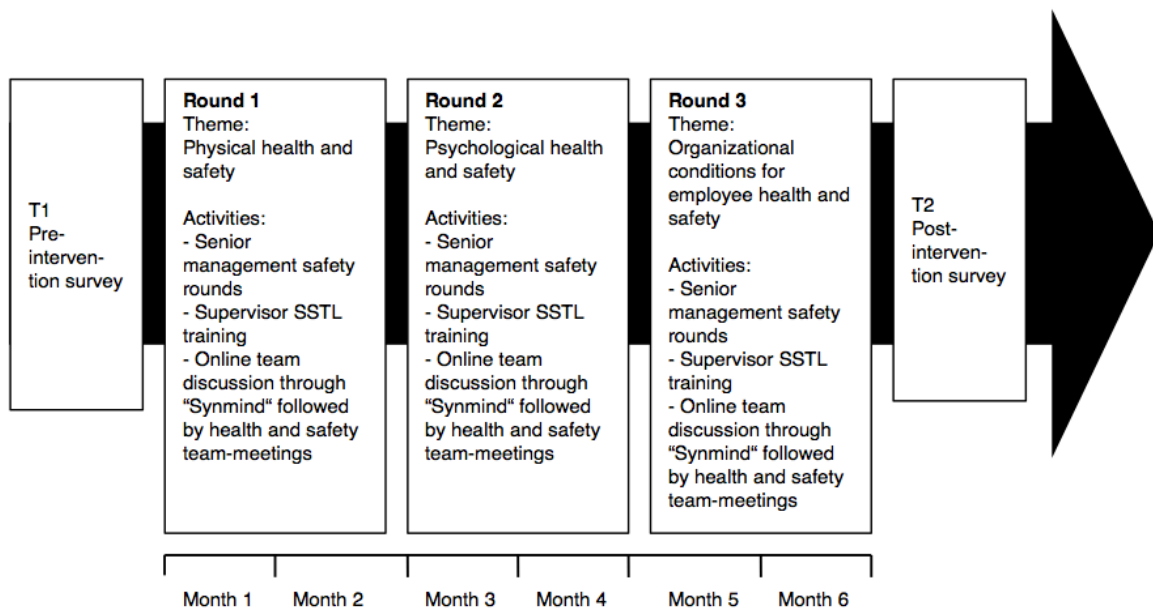 T1
Pre-
interven-
tion survey
Round 1
Theme:
Physical health and
safety
Activities:
- Senior
management safety
rounds
- Supervisor SSTL
training
- Online team
discussion through
“Synmind“ followed
by health and safety
team-meetings
Round 2
Theme:
Psychological health
and safety
Activities:
- Senior
management safety
rounds
- Supervisor SSTL
training
- Online team
discussion through
“Synmind“ followed
by health and safety
team-meetings
Round 3
Theme:
Organizational
conditions for
employee health and
safety
Activities:
- Senior
management safety
rounds
- Supervisor SSTL
training
- Online team
discussion through
“Synmind“ followed
by health and safety
team-meetings
T2
Post-
interven-
tion survey
Month 1 Month 2 Month 3 Month 4 Month 5 Month 6